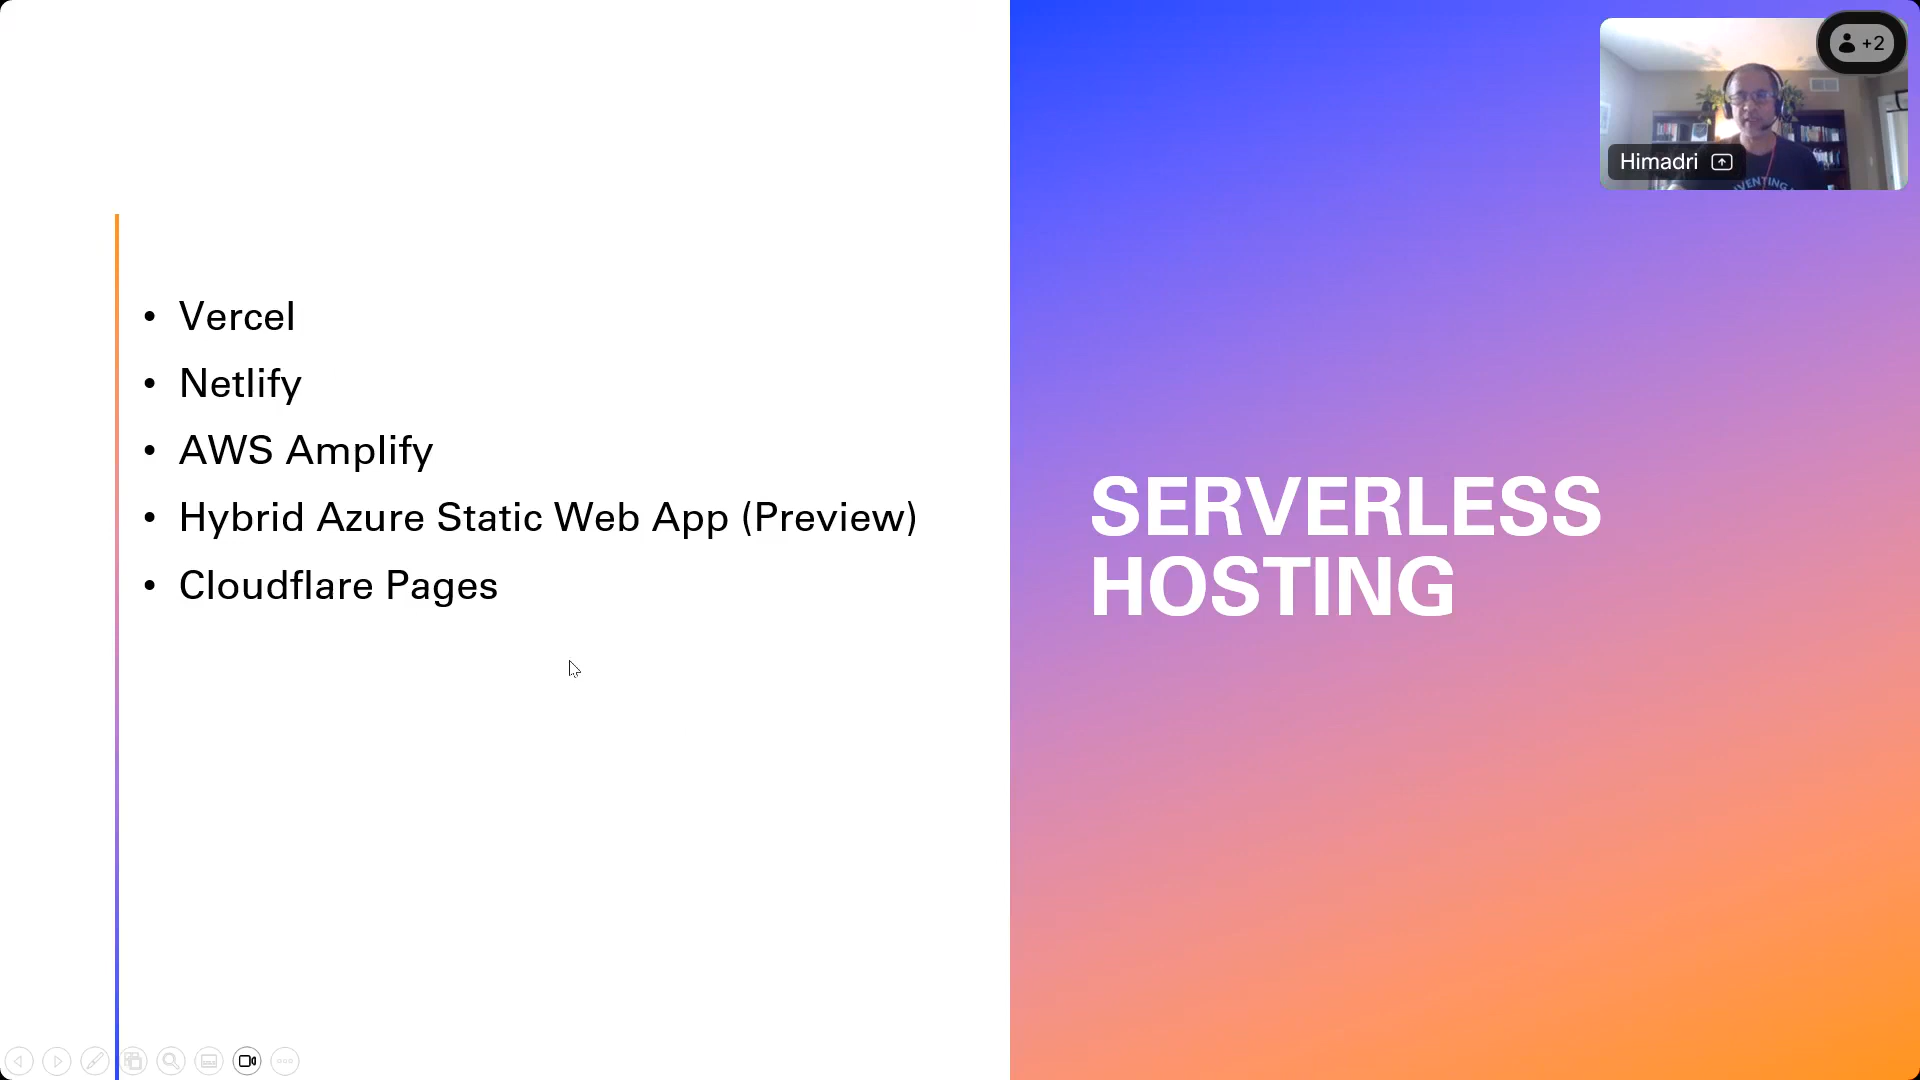 • Vercel
• Netlify
• AWS Amplify
• Hybrid Azure Static Web App (Preview)
• Cloudflare Pages
SERVERLESS
HOSTING
+2
Himadri